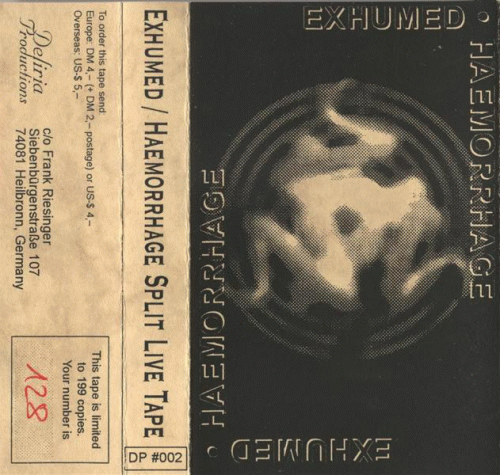 To order this tape send
Europe: DM 4,- (+ DM 2,- postage) or US-$ 4,-
Overseas: US-$ 5,-
Deliria
Productions
c/o Frank Riesinger
Siebenbürgenstraße 107
74081 Heilbronn, Germany
This tape is limited
to 199 copies.
Your number is
128
EXHUMED / HAEMORRHAGE SPLIT LIVE TAPE
DP #002
EXHUMED •
HAEMORRHAGE
EXHUMED •
HAEMORRHAGE